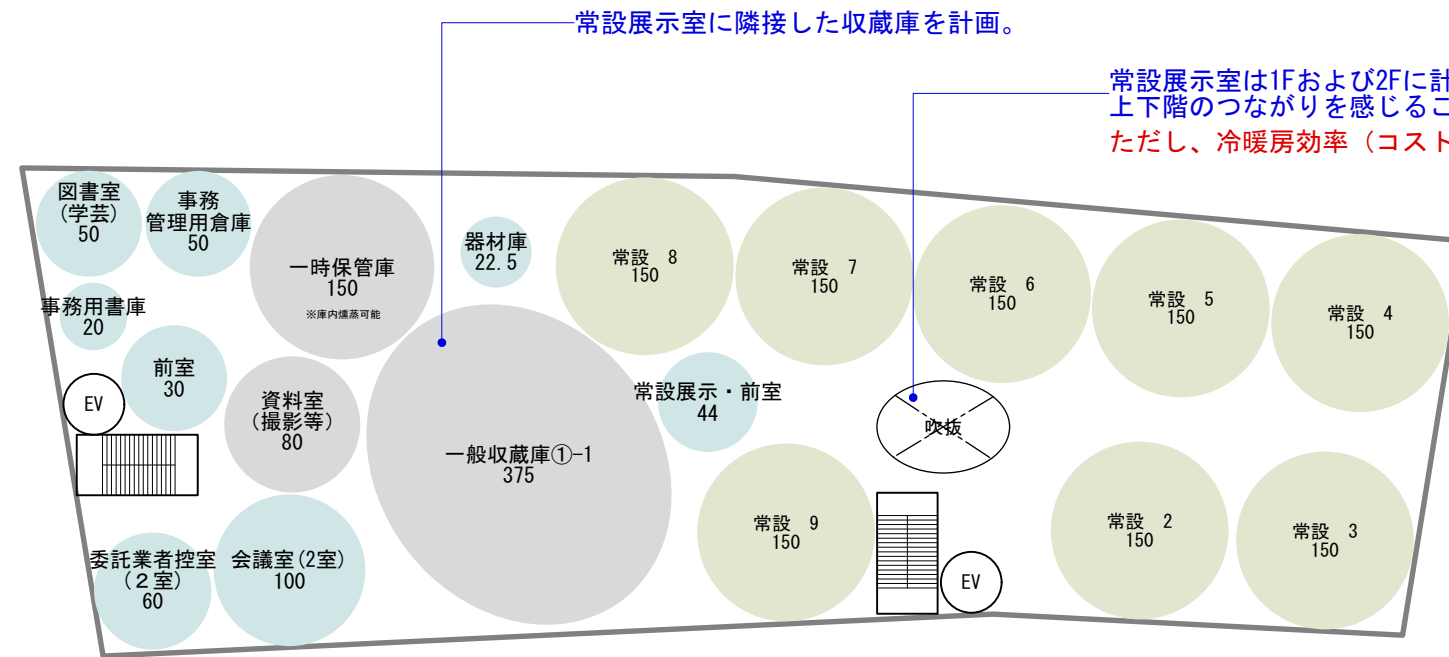 常設展示室に隣接した収蔵庫を計画。
常設展示室は1Fおよび2Fに計
上下階のつながりを感じるこ
ただし、冷暖房効率（コスト
図書室
(学芸)
50
事務
管理用倉庫
50
一時保管庫
150
※庫内燻蒸可能
器材庫
22.5
常設　8
150
常設　7
150
常設　6
150
常設　5
150
常設　4
150
事務用書庫
20
前室
30
EV
資料室
(撮影等)
80
一般収蔵庫①-1
375
常設展示・前室
44
吹抜
常設　9
150
EV
常設　2
150
常設　3
150
委託業者控室
(２室)
60
会議室(2室)
100